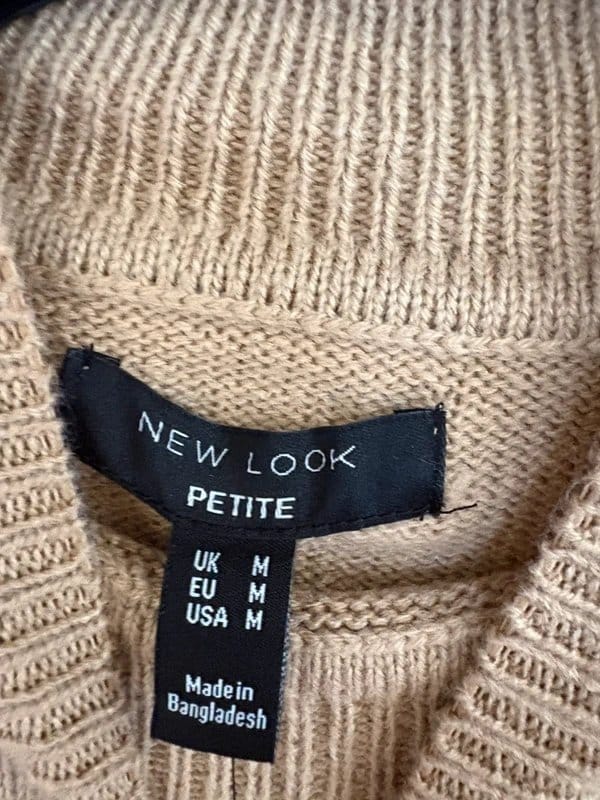 NEW LOOK
PETITE
UK M
EU M
USA M
Made in
Bangladesh